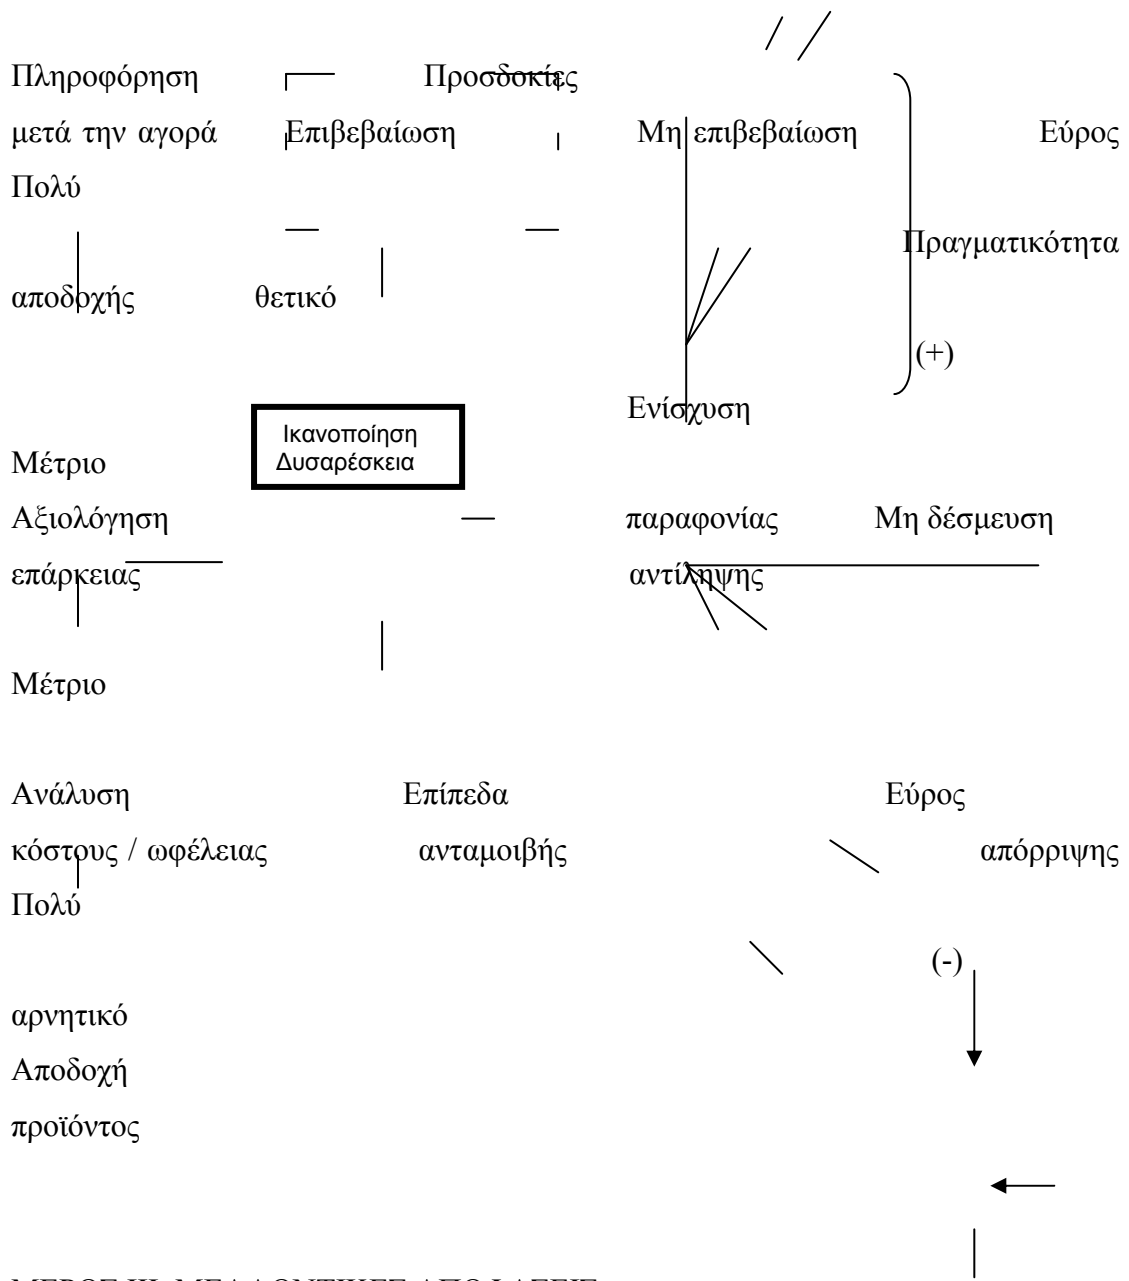 Πληροφόρηση Προσδοκίες
μετά την αγορά Επιβεβαίωση Μη επιβεβαίωση Εύρος
Πολύ
Πραγματικότητα
αποδοχής θετικό
(+)
Ενίσχυση
Ικανοποίηση
Δυσαρέσκεια
Μέτριο
Αξιολόγηση παραφονίας Μη δέσμευση
επάρκειας αντίληψης
Μέτριο
Ανάλυση Επίπεδα Εύρος
κόστους / ωφέλειας ανταμοιβής απόρριψης
Πολύ
(-)
αρνητικό
Αποδοχή
προϊόντος